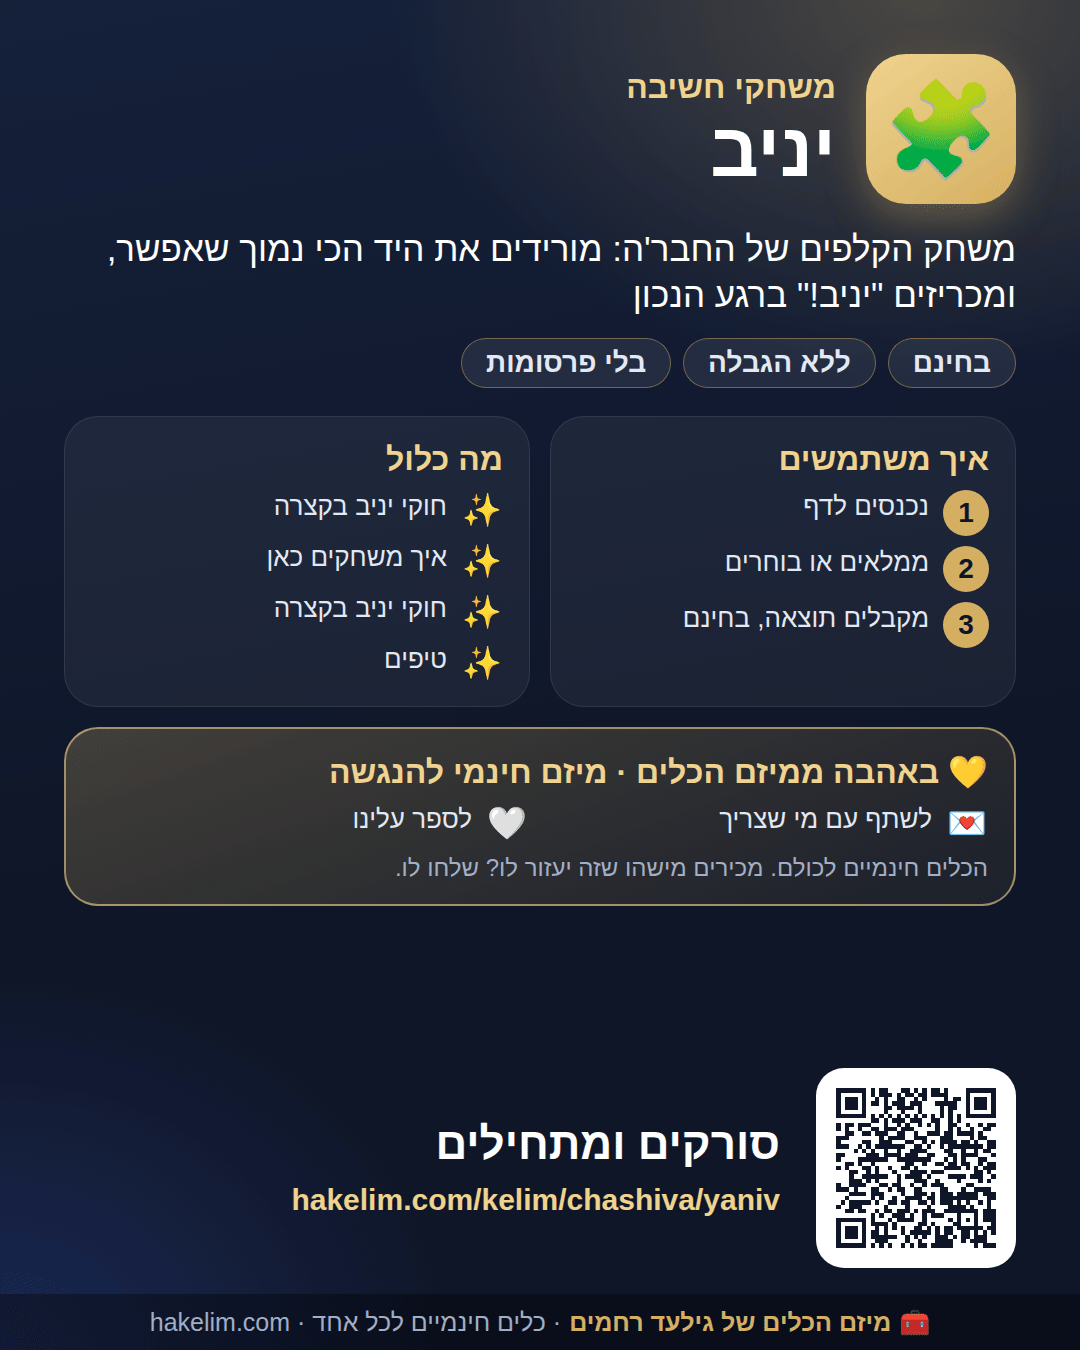 משחקי חשיבה
יניב
משחק הקלפים של החבר'ה: מורידים את היד הכי נמוך שאפשר,
ומכריזים "יניב!" ברגע הנכון
בחינם
ללא הגבלה
בלי פרסומות
איך משתמשים
1 נכנסים לדף
2 ממלאים או בוחרים
3 מקבלים תוצאה, בחינם
מה כלול
חוקי יניב בקצרה
איך משחקים כאן
חוקי יניב בקצרה
טיפים
באהבה ממיזם הכלים · מיזם חינמי להנגשה
לשתף עם מי שצריך
לספר עלינו
הכלים חינמיים לכולם. מכירים מישהו שזה יעזור לו? שלחו לו.
סורקים ומתחילים
hakelim.com/kelim/chashiva/yaniv
מיזם הכלים של גילעד רחמים · כלים חינמיים לכל אחד · hakelim.com